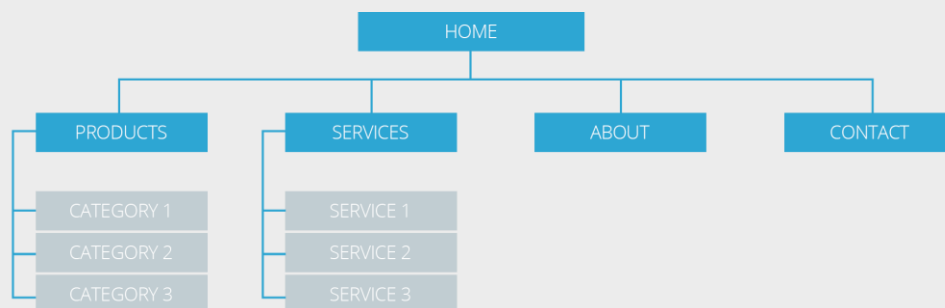 HOME
PRODUCTS
SERVICES
ABOUT
CONTACT
CATEGORY 1
SERVICE 1
CATEGORY 2
SERVICE 2
CATEGORY 3
SERVICE 3